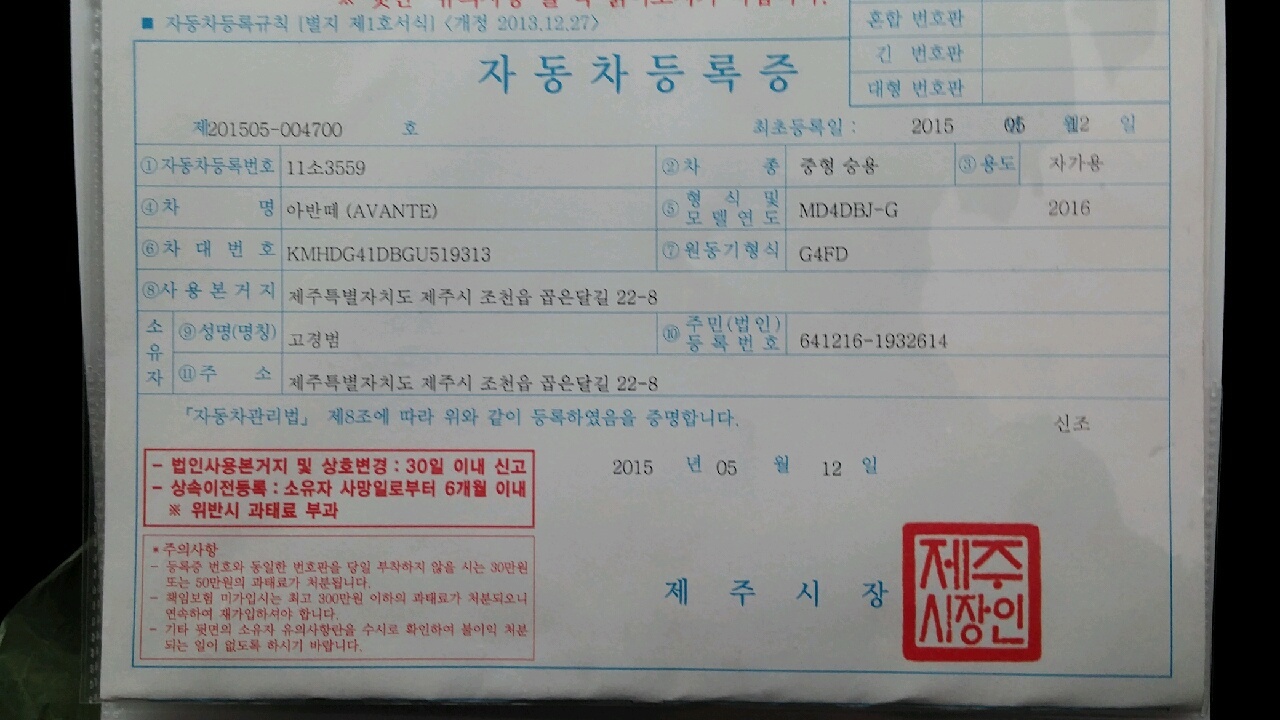 ■ 자동차등록규칙 [별지 제1호서식] <개정 2013.12.27>
혼합 번호판
긴 번호판
대형 번호판
자동차등록증
제201505-004700 호 최초등록일 : 2015 05 월12 일
①자동차등록번호 11소3559 ②차 종 중형 승용 ③용도 자가용
④차 명 아반떼 (AVANTE) ⑤형 식 및 모델연도 MD4DBJ-G 2016
⑥차 대 번 호 KMHDG41DBGU519313 ⑦원동기형식 G4FD
⑧사 용 본 거 지 제주특별자치도 제주시 조천읍 꼽은달길 22-8
소유자 ⑨성명(명칭) 고경범 ⑩주민(법인)등록번호 641216-1932614
⑪주 소 제주특별자치도 제주시 조천읍 꼽은달길 22-8
「자동차관리법」 제8조에 따라 위와 같이 등록하였음을 증명합니다.
신조
2015 년 05 월 12 일
- 법인사용본거지 및 상호변경 : 30일 이내 신고
- 상속이전등록 : 소유자 사망일로부터 6개월 이내
※ 위반시 과태료 부과
* 주의사항
- 등록증 번호와 동일한 번호판을 당일 부착하지 않을 시는 30만원
또는 50만원의 과태료가 처분됩니다.
- 책임보험 미가입시는 최고 300만원 이하의 과태료가 처분되오니
연속하여 재가입하셔야 합니다.
- 기타 뒷면의 소유자 유의사항란을 수시로 확인하여 불이익 처분
되는 일어 없도록 하시기 바랍니다.
제 주 시 장
제주
시장인